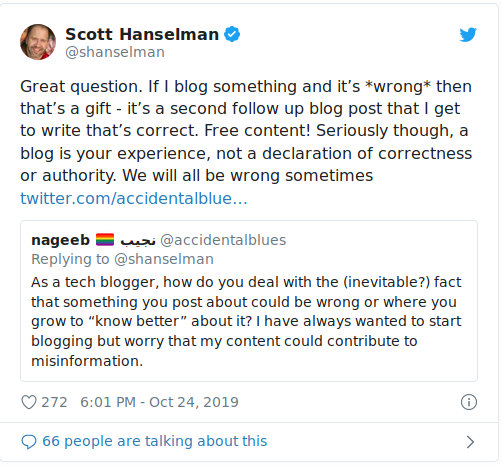 Scott Hanselman
@shanselman
Great question. If I blog something and it’s *wrong* then
that’s a gift - it’s a second follow up blog post that I get
to write that’s correct. Free content! Seriously though, a
blog is your experience, not a declaration of correctness
or authority. We will all be wrong sometimes
twitter.com/accidentalblue…
nageeb 🏳️‍🌈 نجيب @accidentalblues
Replying to @shanselman
As a tech blogger, how do you deal with the (inevitable?) fact
that something you post about could be wrong or where you
grow to “know better” about it? I have always wanted to start
blogging but worry that my content could contribute to
misinformation.
272 6:01 PM - Oct 24, 2019
66 people are talking about this